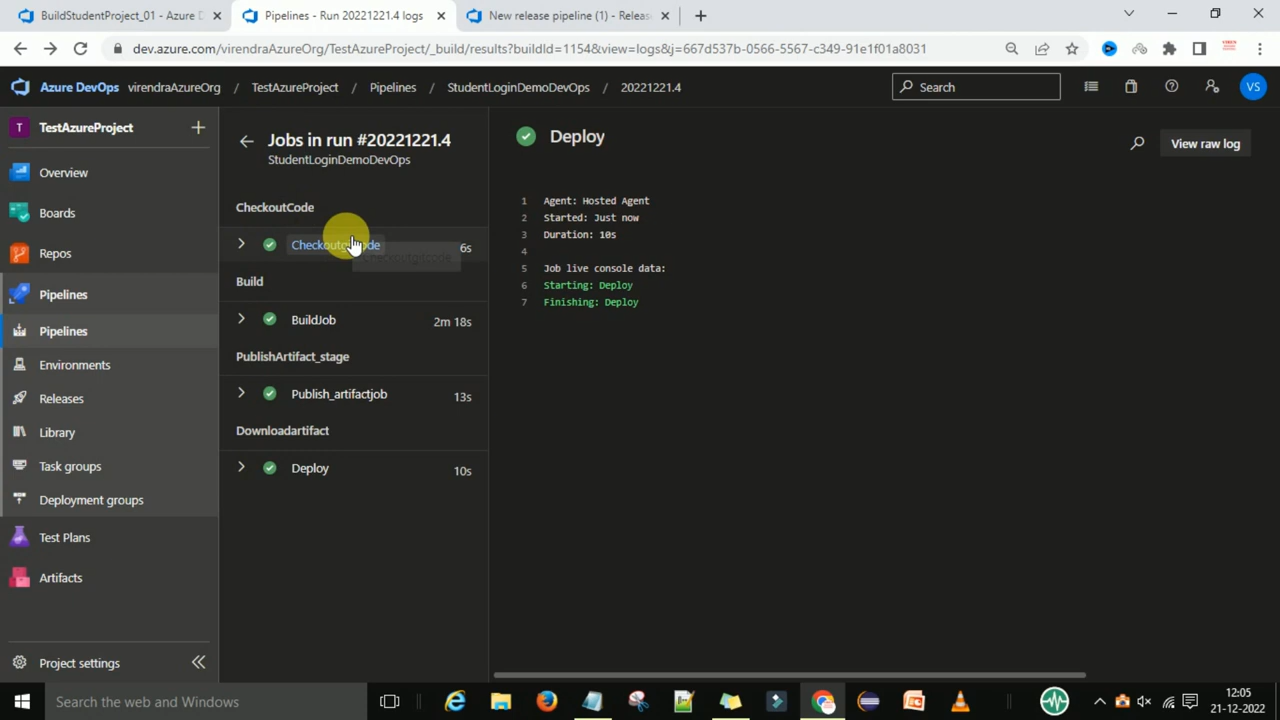 BuildStudentProject_01 - Azure D
Pipelines - Run 20221221.4 logs
New release pipeline (1) - Releas
dev.azure.com/virendraAzureOrg/TestAzureProject/_build/results?buildId=1154&view=logs&j=667d537b-0566-5567-c349-91e1f01a8031
Azure DevOps virendraAzureOrg / TestAzureProject / Pipelines / StudentLoginDemoDevOps / 20221221.4
Search
VS
T TestAzureProject
Overview
Boards
Repos
Pipelines
Pipelines
Environments
Releases
Library
Task groups
Deployment groups
Test Plans
Artifacts
Project settings
Jobs in run #20221221.4
StudentLoginDemoDevOps
CheckoutCode
Checkoutgitcode 6s
Checkoutgitcode
Build
BuildJob 2m 18s
PublishArtifact_stage
Publish_artifactjob 13s
Downloadartifact
Deploy 10s
Deploy
View raw log
1 Agent: Hosted Agent
2 Started: Just now
3 Duration: 10s
4
5 Job live console data:
6 Starting: Deploy
7 Finishing: Deploy
Search the web and Windows
12:05
21-12-2022